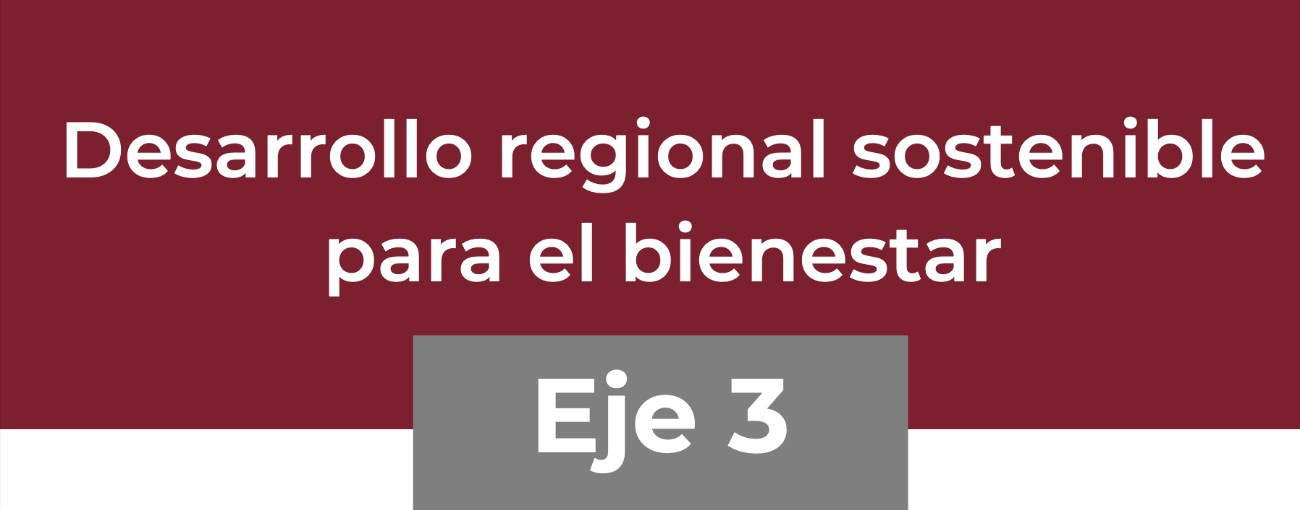 Desarrollo regional sostenible
para el bienestar
Eje 3